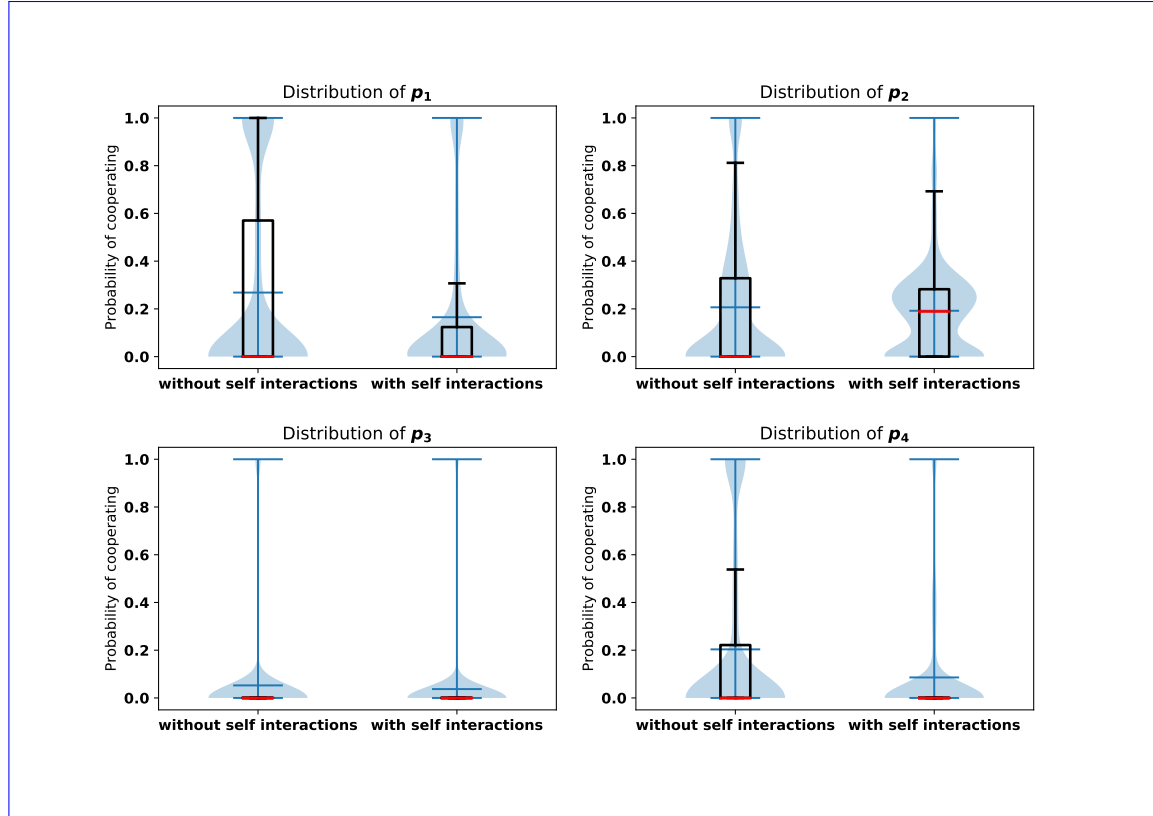 Distribution of p₁
Probability of cooperating
1.0
0.8
0.6
0.4
0.2
0.0
without self interactions with self interactions
Distribution of p₂
Probability of cooperating
1.0
0.8
0.6
0.4
0.2
0.0
without self interactions with self interactions
Distribution of p₃
Probability of cooperating
1.0
0.8
0.6
0.4
0.2
0.0
without self interactions with self interactions
Distribution of p₄
Probability of cooperating
1.0
0.8
0.6
0.4
0.2
0.0
without self interactions with self interactions